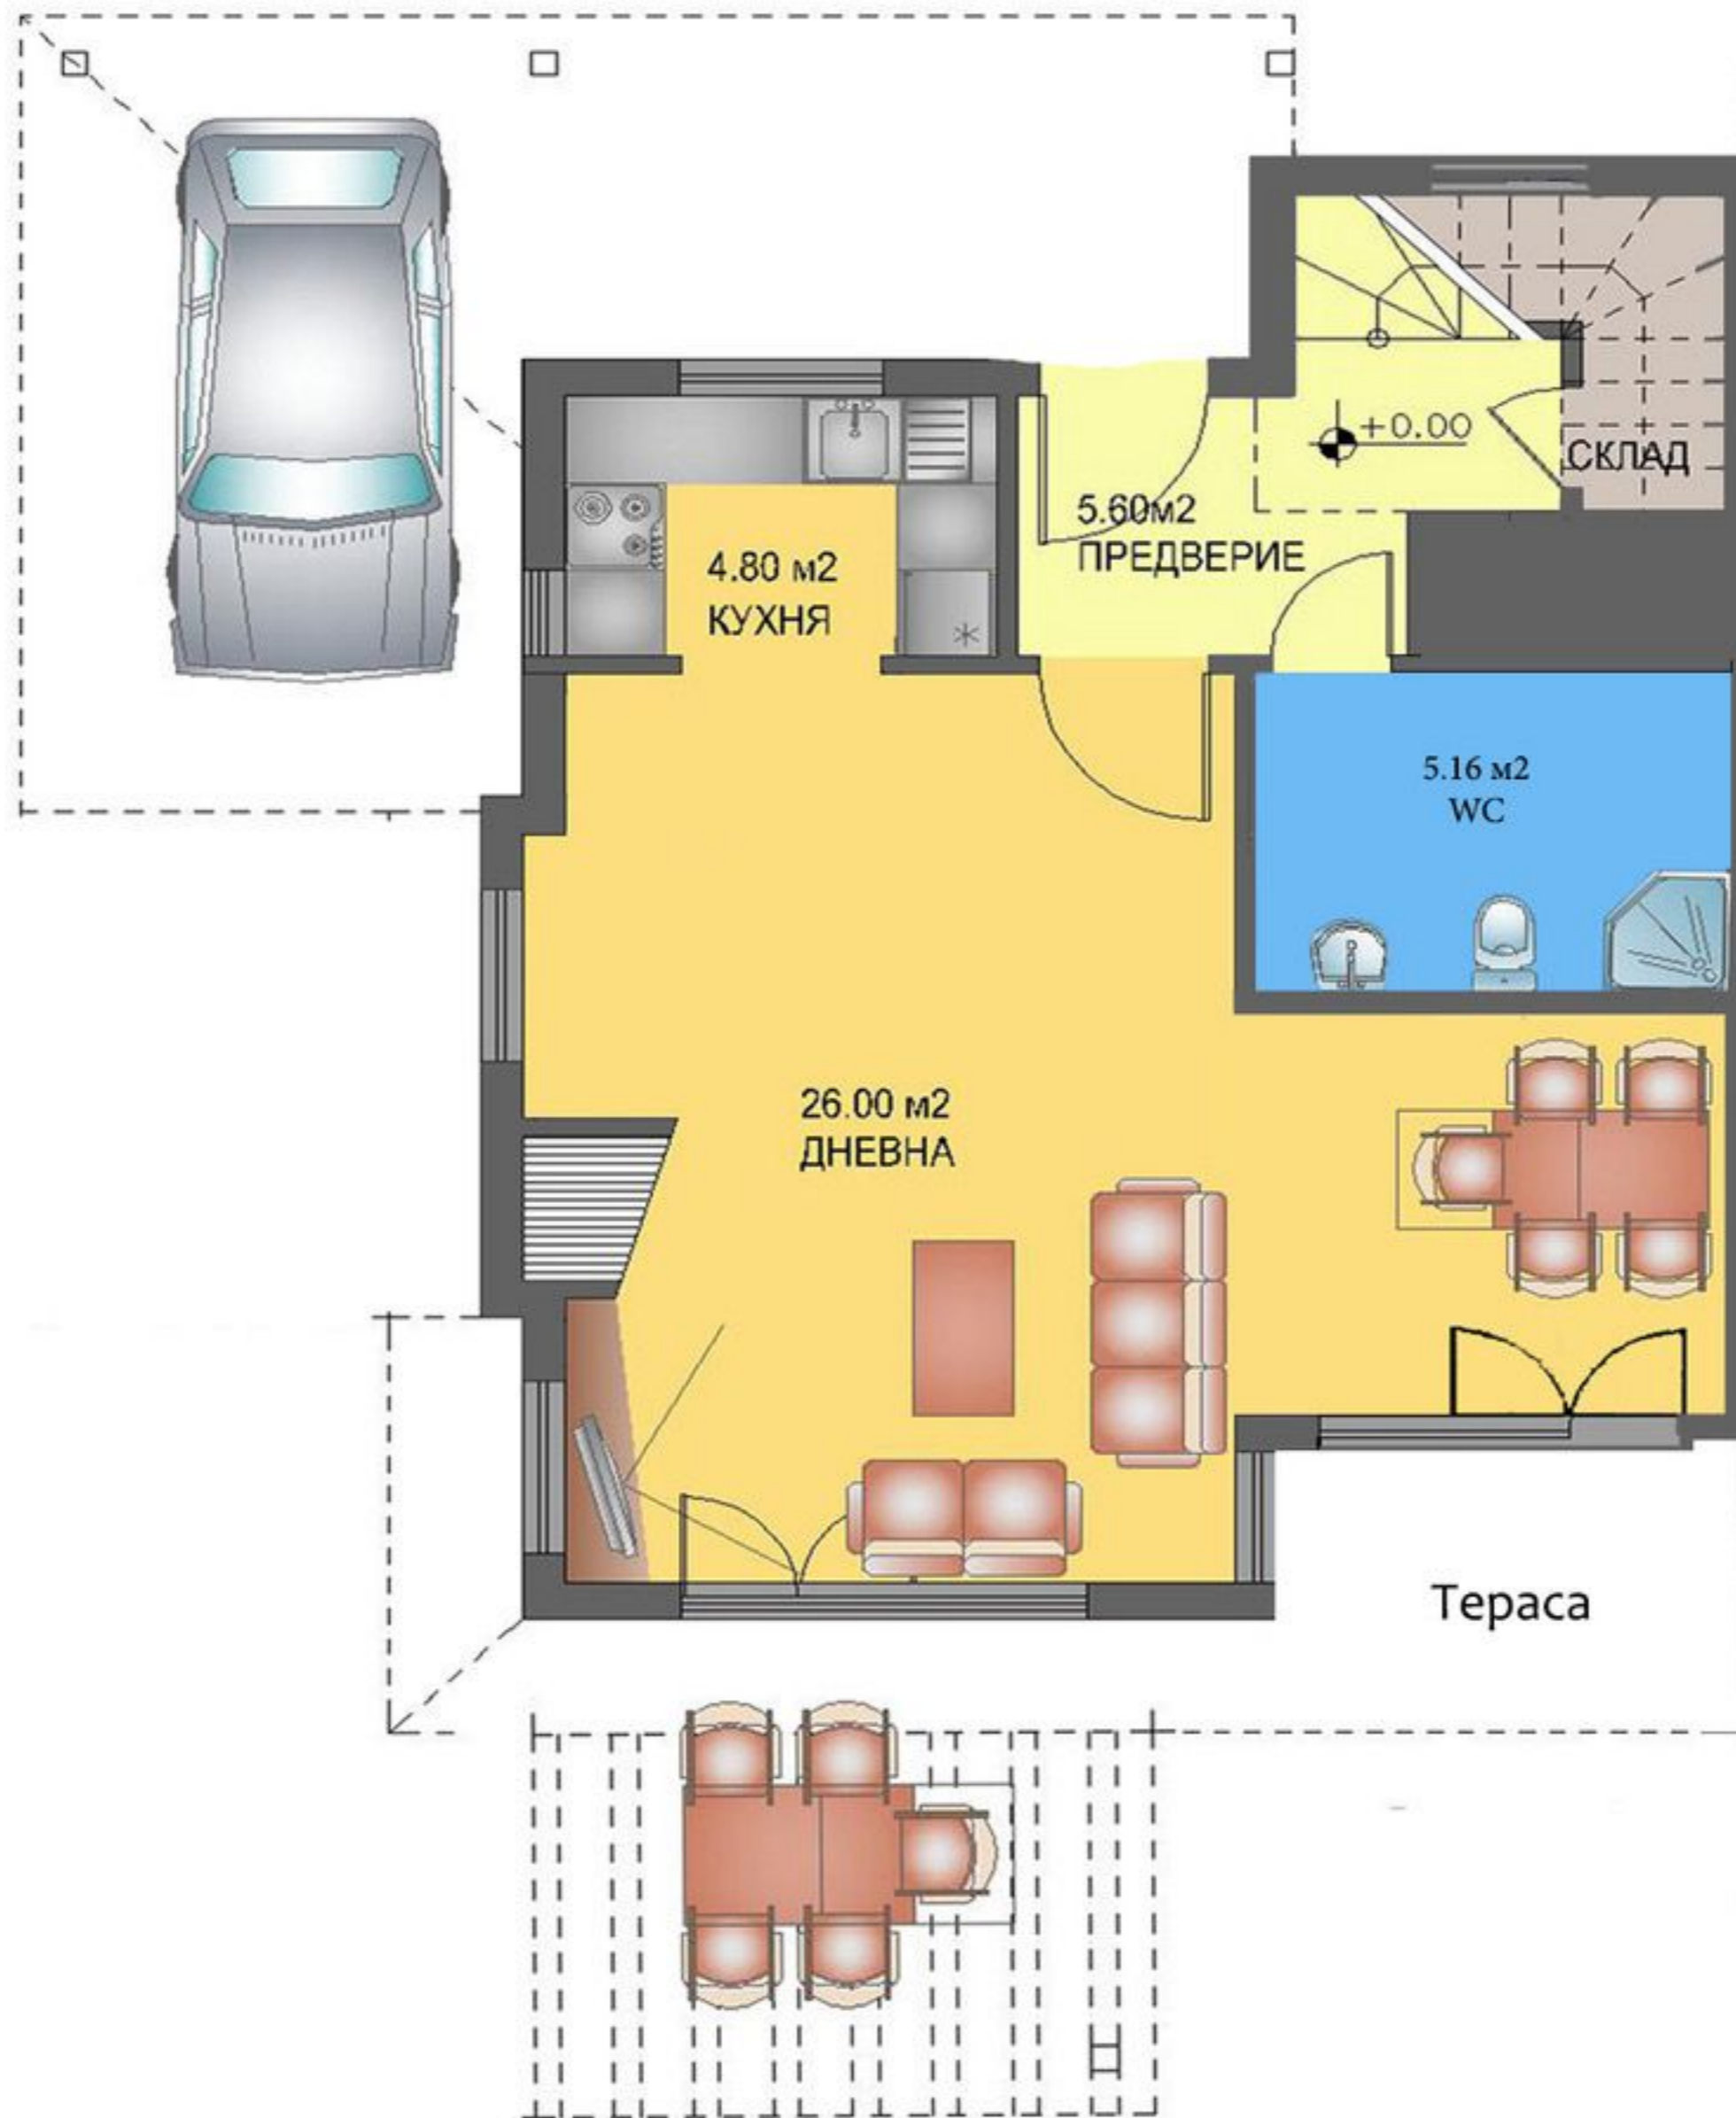 +0.00
СКЛАД
5.60м2
ПРЕДВЕРИЕ
4.80 м2
КУХНЯ
5.16 м2
WC
26.00 м2
ДНЕВНА
Тераса